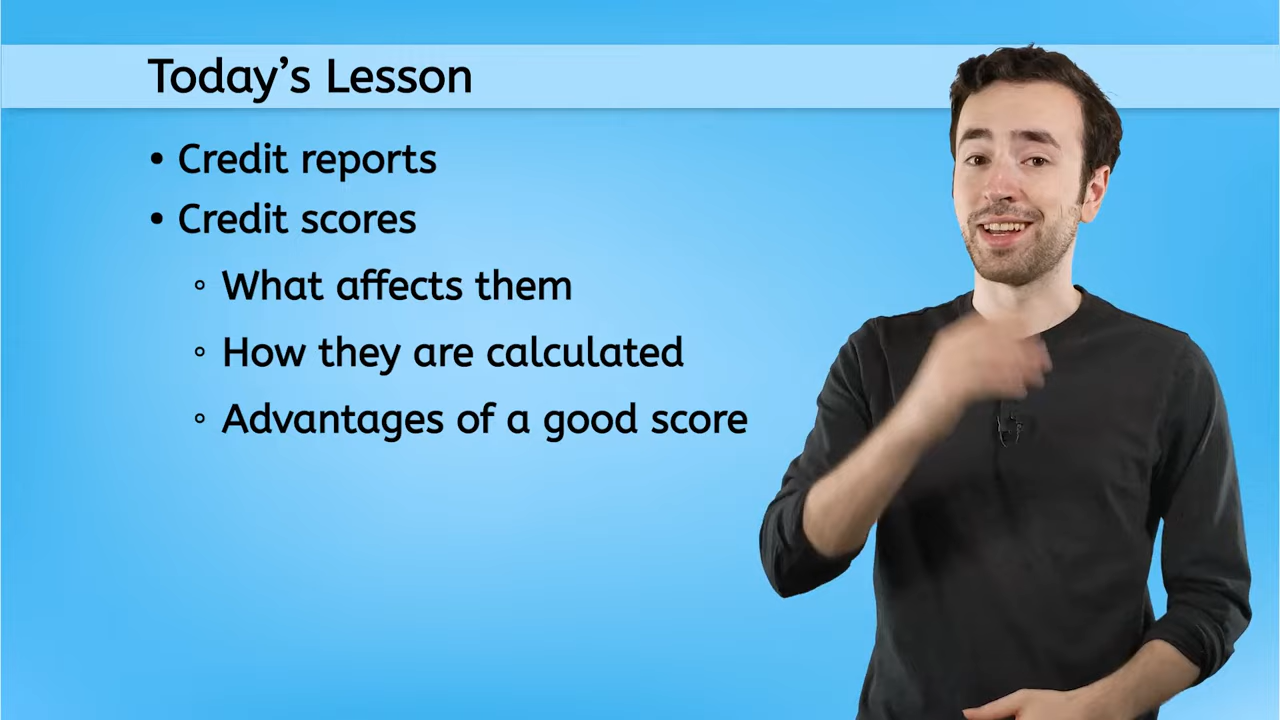 Today’s Lesson
• Credit reports
• Credit scores
◦ What affects them
◦ How they are calculated
◦ Advantages of a good score